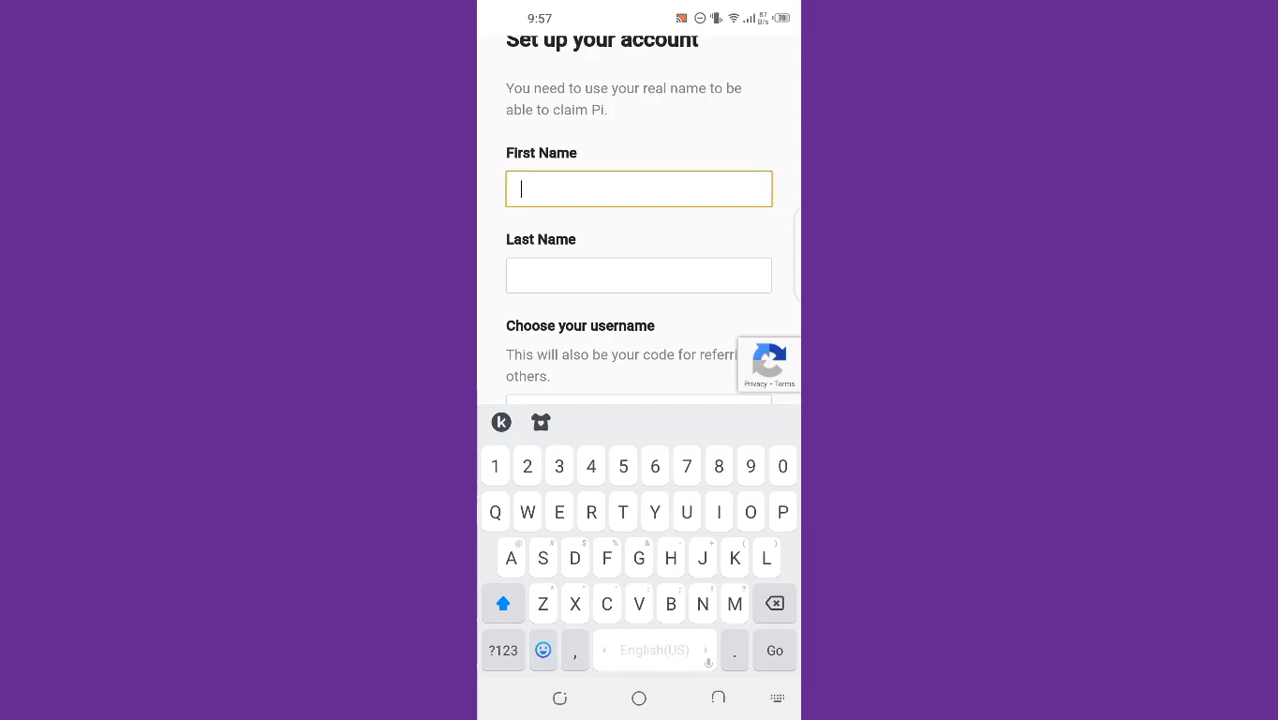 9:57
87
B/s
78
Set up your account
You need to use your real name to be
able to claim Pi.
First Name
Last Name
Choose your username
This will also be your code for referri
others.
Privacy • Terms
K
1 2 3 4 5 6 7 8 9 0
Q W E R T Y U I O P
@ # $ % & - + ( )
A S D F G H J K L
* " ' : ; ! ?
Z X C V B N M
?123 , English(US) . Go